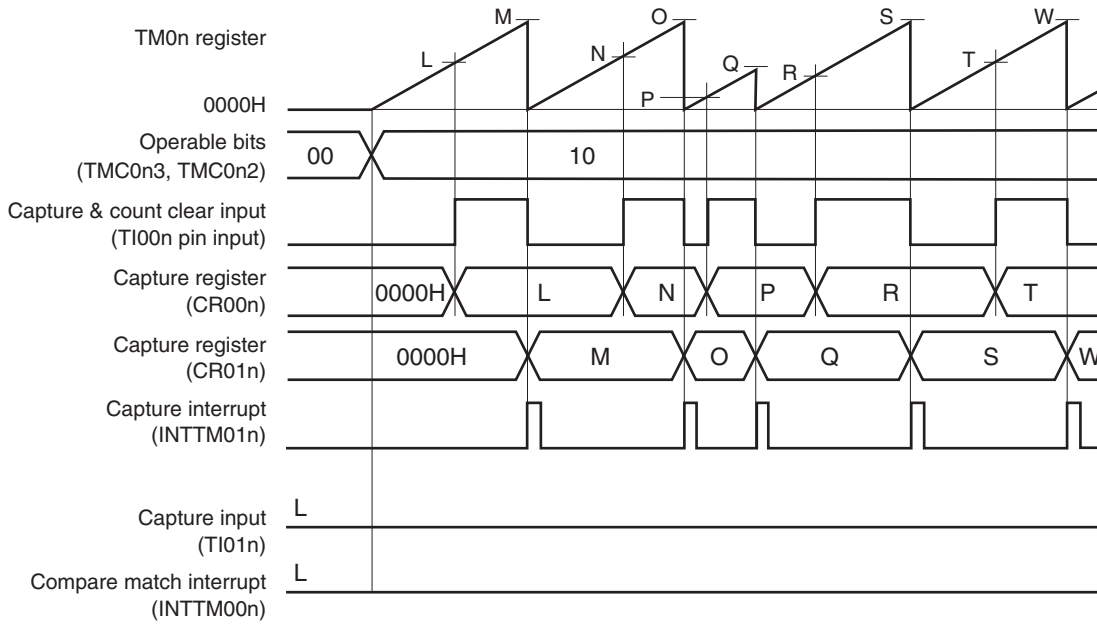 M
O
S
W
TM0n register
L
N
Q
R
T
P
0000H
Operable bits
(TMC0n3, TMC0n2)
00
10
Capture & count clear input
(TI00n pin input)
Capture register
(CR00n)
0000H
L
N
P
R
T
Capture register
(CR01n)
0000H
M
O
Q
S
W
Capture interrupt
(INTTM01n)
L
Capture input
(TI01n)
L
Compare match interrupt
(INTTM00n)